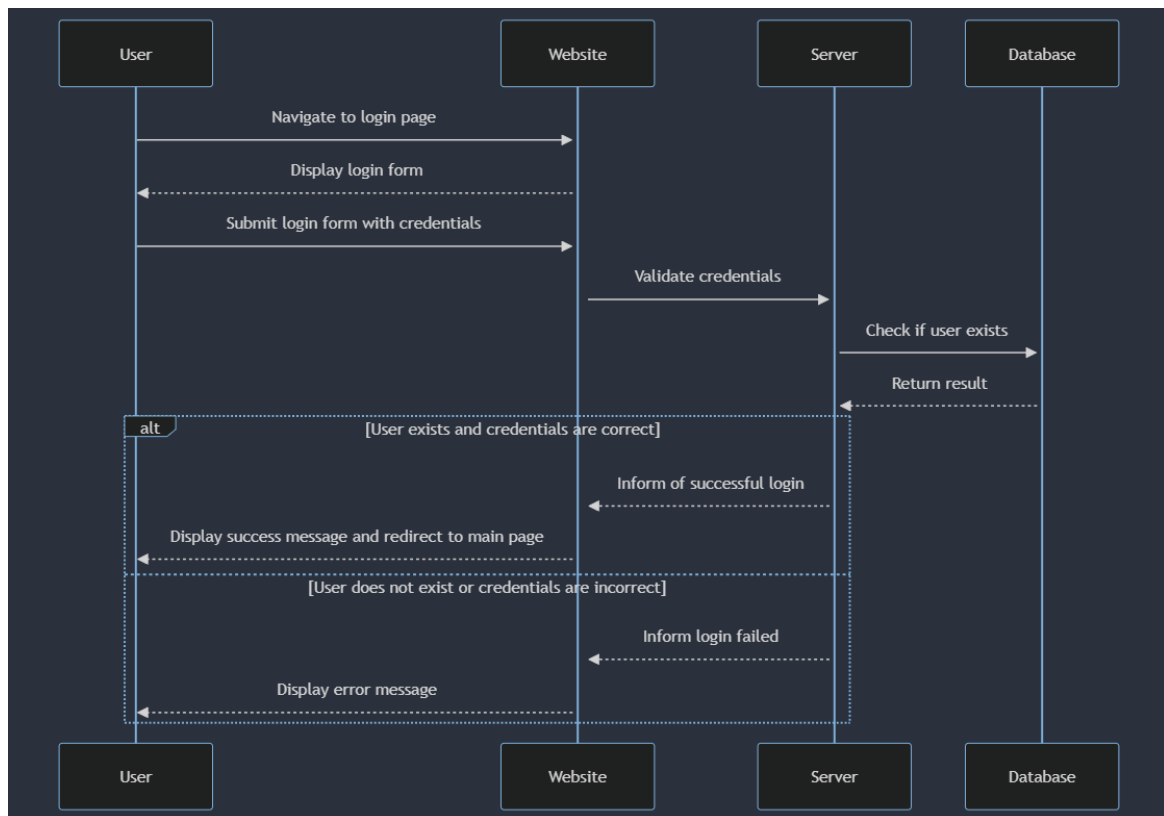 User
Website
Server
Database
Navigate to login page
Display login form
Submit login form with credentials
Validate credentials
Check if user exists
Return result
alt
[User exists and credentials are correct]
Inform of successful login
Display success message and redirect to main page
[User does not exist or credentials are incorrect]
Inform login failed
Display error message
User
Website
Server
Database